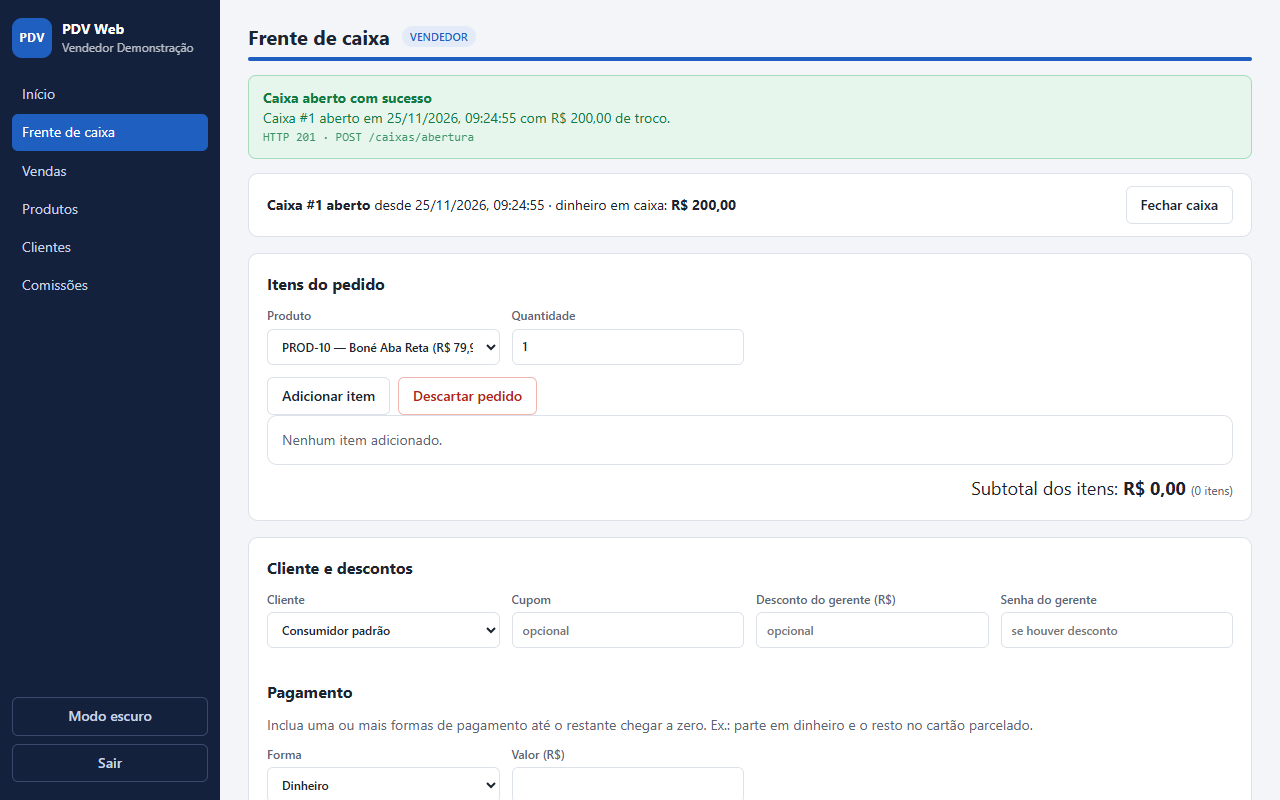 PDV
PDV Web
Vendedor Demonstração
Início
Frente de caixa
Vendas
Produtos
Clientes
Comissões
Modo escuro
Sair
Frente de caixa
VENDEDOR
Caixa aberto com sucesso
Caixa #1 aberto em 25/11/2026, 09:24:55 com R$ 200,00 de troco.
HTTP 201 · POST /caixas/abertura
Caixa #1 aberto desde 25/11/2026, 09:24:55 · dinheiro em caixa: R$ 200,00
Fechar caixa
Itens do pedido
Produto
Quantidade
PROD-10 — Boné Aba Reta (R$ 79,9
1
Adicionar item
Descartar pedido
Nenhum item adicionado.
Subtotal dos itens: R$ 0,00 (0 itens)
Cliente e descontos
Cliente
Cupom
Desconto do gerente (R$)
Senha do gerente
Consumidor padrão
opcional
opcional
se houver desconto
Pagamento
Inclua uma ou mais formas de pagamento até o restante chegar a zero. Ex.: parte em dinheiro e o resto no cartão parcelado.
Forma
Valor (R$)
Dinheiro